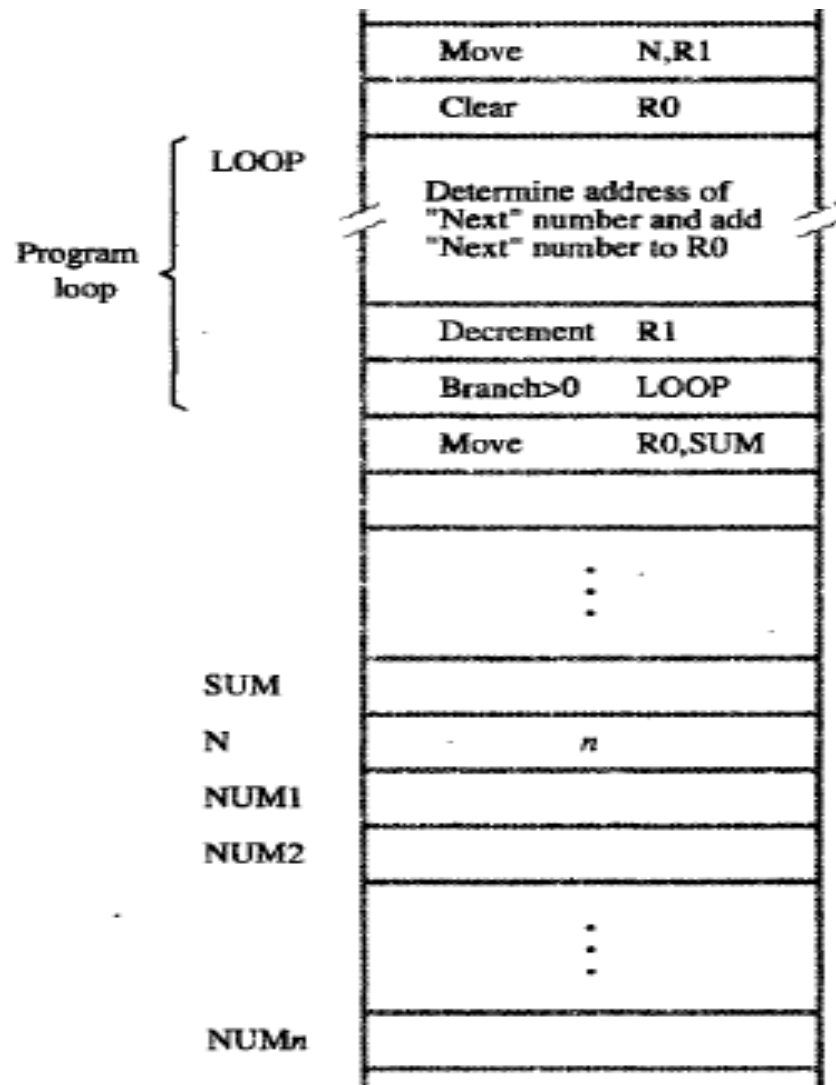 Move N,R1
Clear R0
LOOP
Determine address of
"Next" number and add
"Next" number to R0
Program
loop
Decrement R1
Branch>0 LOOP
Move R0,SUM
SUM
N n
NUM1
NUM2
NUMn